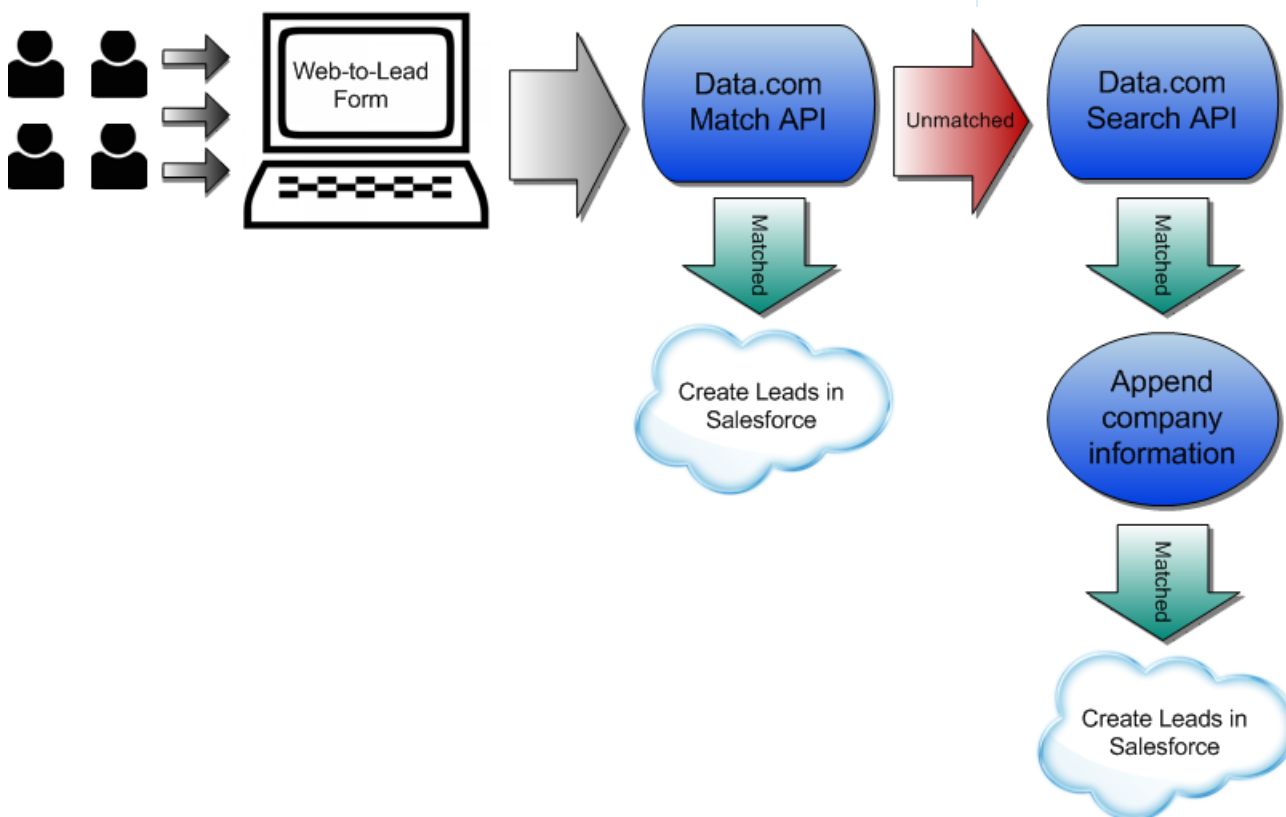 Web-to-Lead
Form
Data.com
Match API
Unmatched
Data.com
Search API
Matched
Matched
Create Leads in
Salesforce
Append
company
information
Matched
Create Leads in
Salesforce